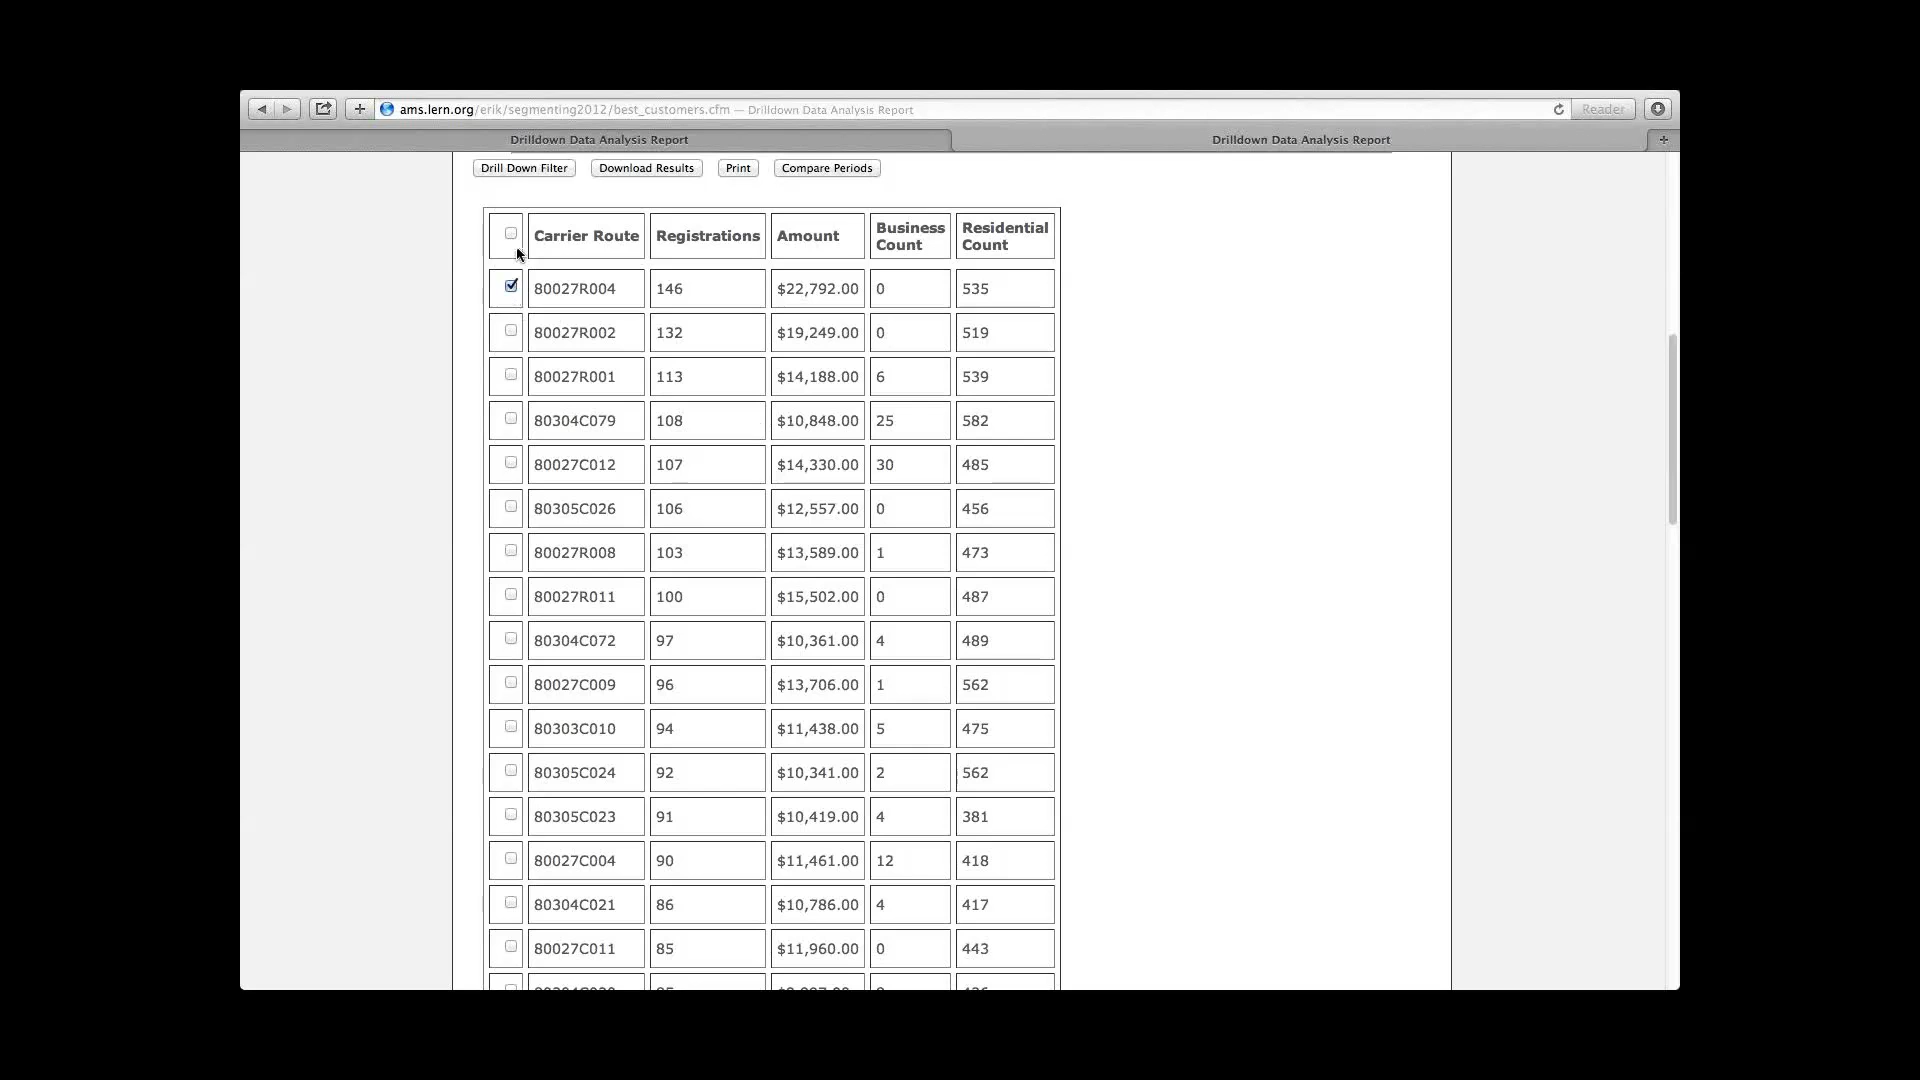 ams.lern.org/erik/segmenting2012/best_customers.cfm — Drilldown Data Analysis Report
Reader
Drilldown Data Analysis Report
Drilldown Data Analysis Report
Drill Down Filter Download Results Print Compare Periods
Carrier Route Registrations Amount Business Count Residential Count
80027R004 146 $22,792.00 0 535
80027R002 132 $19,249.00 0 519
80027R001 113 $14,188.00 6 539
80304C079 108 $10,848.00 25 582
80027C012 107 $14,330.00 30 485
80305C026 106 $12,557.00 0 456
80027R008 103 $13,589.00 1 473
80027R011 100 $15,502.00 0 487
80304C072 97 $10,361.00 4 489
80027C009 96 $13,706.00 1 562
80303C010 94 $11,438.00 5 475
80305C024 92 $10,341.00 2 562
80305C023 91 $10,419.00 4 381
80027C004 90 $11,461.00 12 418
80304C021 86 $10,786.00 4 417
80027C011 85 $11,960.00 0 443